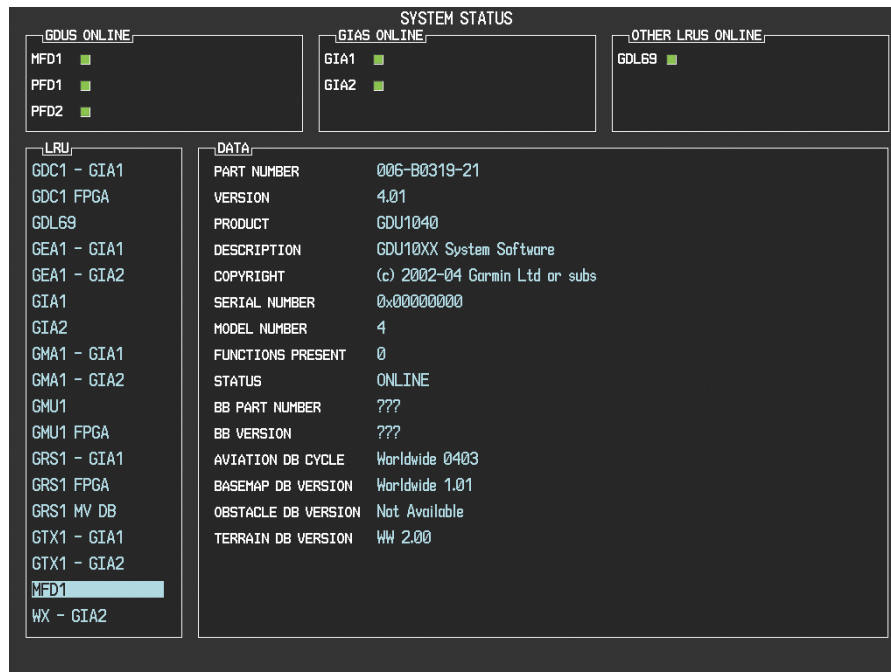 SYSTEM STATUS
GDUS ONLINE
MFD1
PFD1
PFD2
GIAS ONLINE
GIA1
GIA2
OTHER LRUS ONLINE
GDL69
LRU
GDC1 - GIA1
GDC1 FPGA
GDL69
GEA1 - GIA1
GEA1 - GIA2
GIA1
GIA2
GMA1 - GIA1
GMA1 - GIA2
GMU1
GMU1 FPGA
GRS1 - GIA1
GRS1 FPGA
GRS1 MV DB
GTX1 - GIA1
GTX1 - GIA2
MFD1
WX - GIA2
DATA
PART NUMBER 006-B0319-21
VERSION 4.01
PRODUCT GDU1040
DESCRIPTION GDU10XX System Software
COPYRIGHT (c) 2002-04 Garmin Ltd or subs
SERIAL NUMBER 0x00000000
MODEL NUMBER 4
FUNCTIONS PRESENT 0
STATUS ONLINE
BB PART NUMBER ???
BB VERSION ???
AVIATION DB CYCLE Worldwide 0403
BASEMAP DB VERSION Worldwide 1.01
OBSTACLE DB VERSION Not Available
TERRAIN DB VERSION WW 2.00